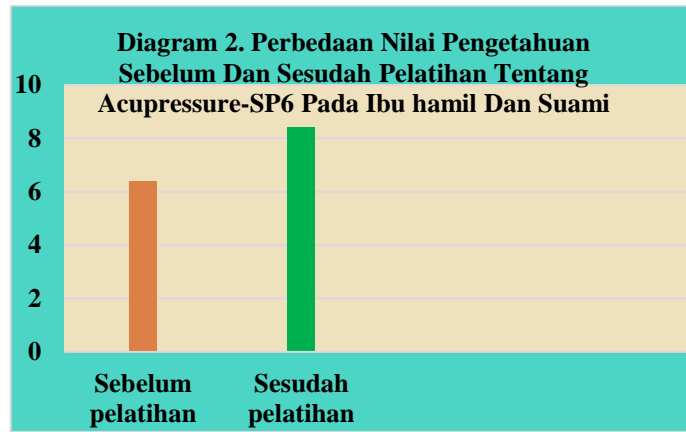 Diagram 2. Perbedaan Nilai Pengetahuan
Sebelum Dan Sesudah Pelatihan Tentang
Acupressure-SP6 Pada Ibu hamil Dan Suami
10
8
6
4
2
0
Sebelum
pelatihan
Sesudah
pelatihan